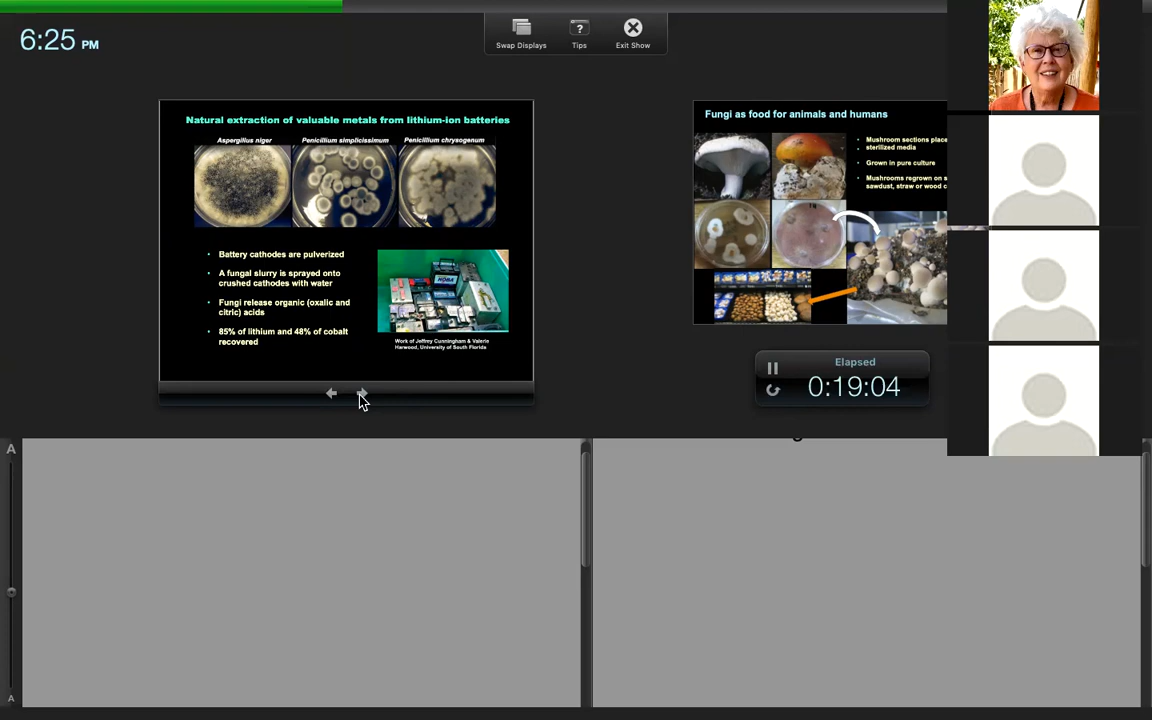 6:25 PM
Swap Displays
Tips
Exit Show
Natural extraction of valuable metals from lithium-ion batteries
Aspergillus niger
Penicillium simplicissimum
Penicillium chrysogenum
• Battery cathodes are pulverized
• A fungal slurry is sprayed onto
crushed cathodes with water
• Fungi release organic (oxalic and
citric) acids
• 85% of lithium and 48% of cobalt
recovered
Work of Jeffrey Cunningham & Valerie
Harwood, University of South Florida
Fungi as food for animals and humans
• Mushroom sections place
• sterilized media
• Grown in pure culture
• Mushrooms regrown on s
sawdust, straw or wood c
Elapsed
0:19:04
A
A